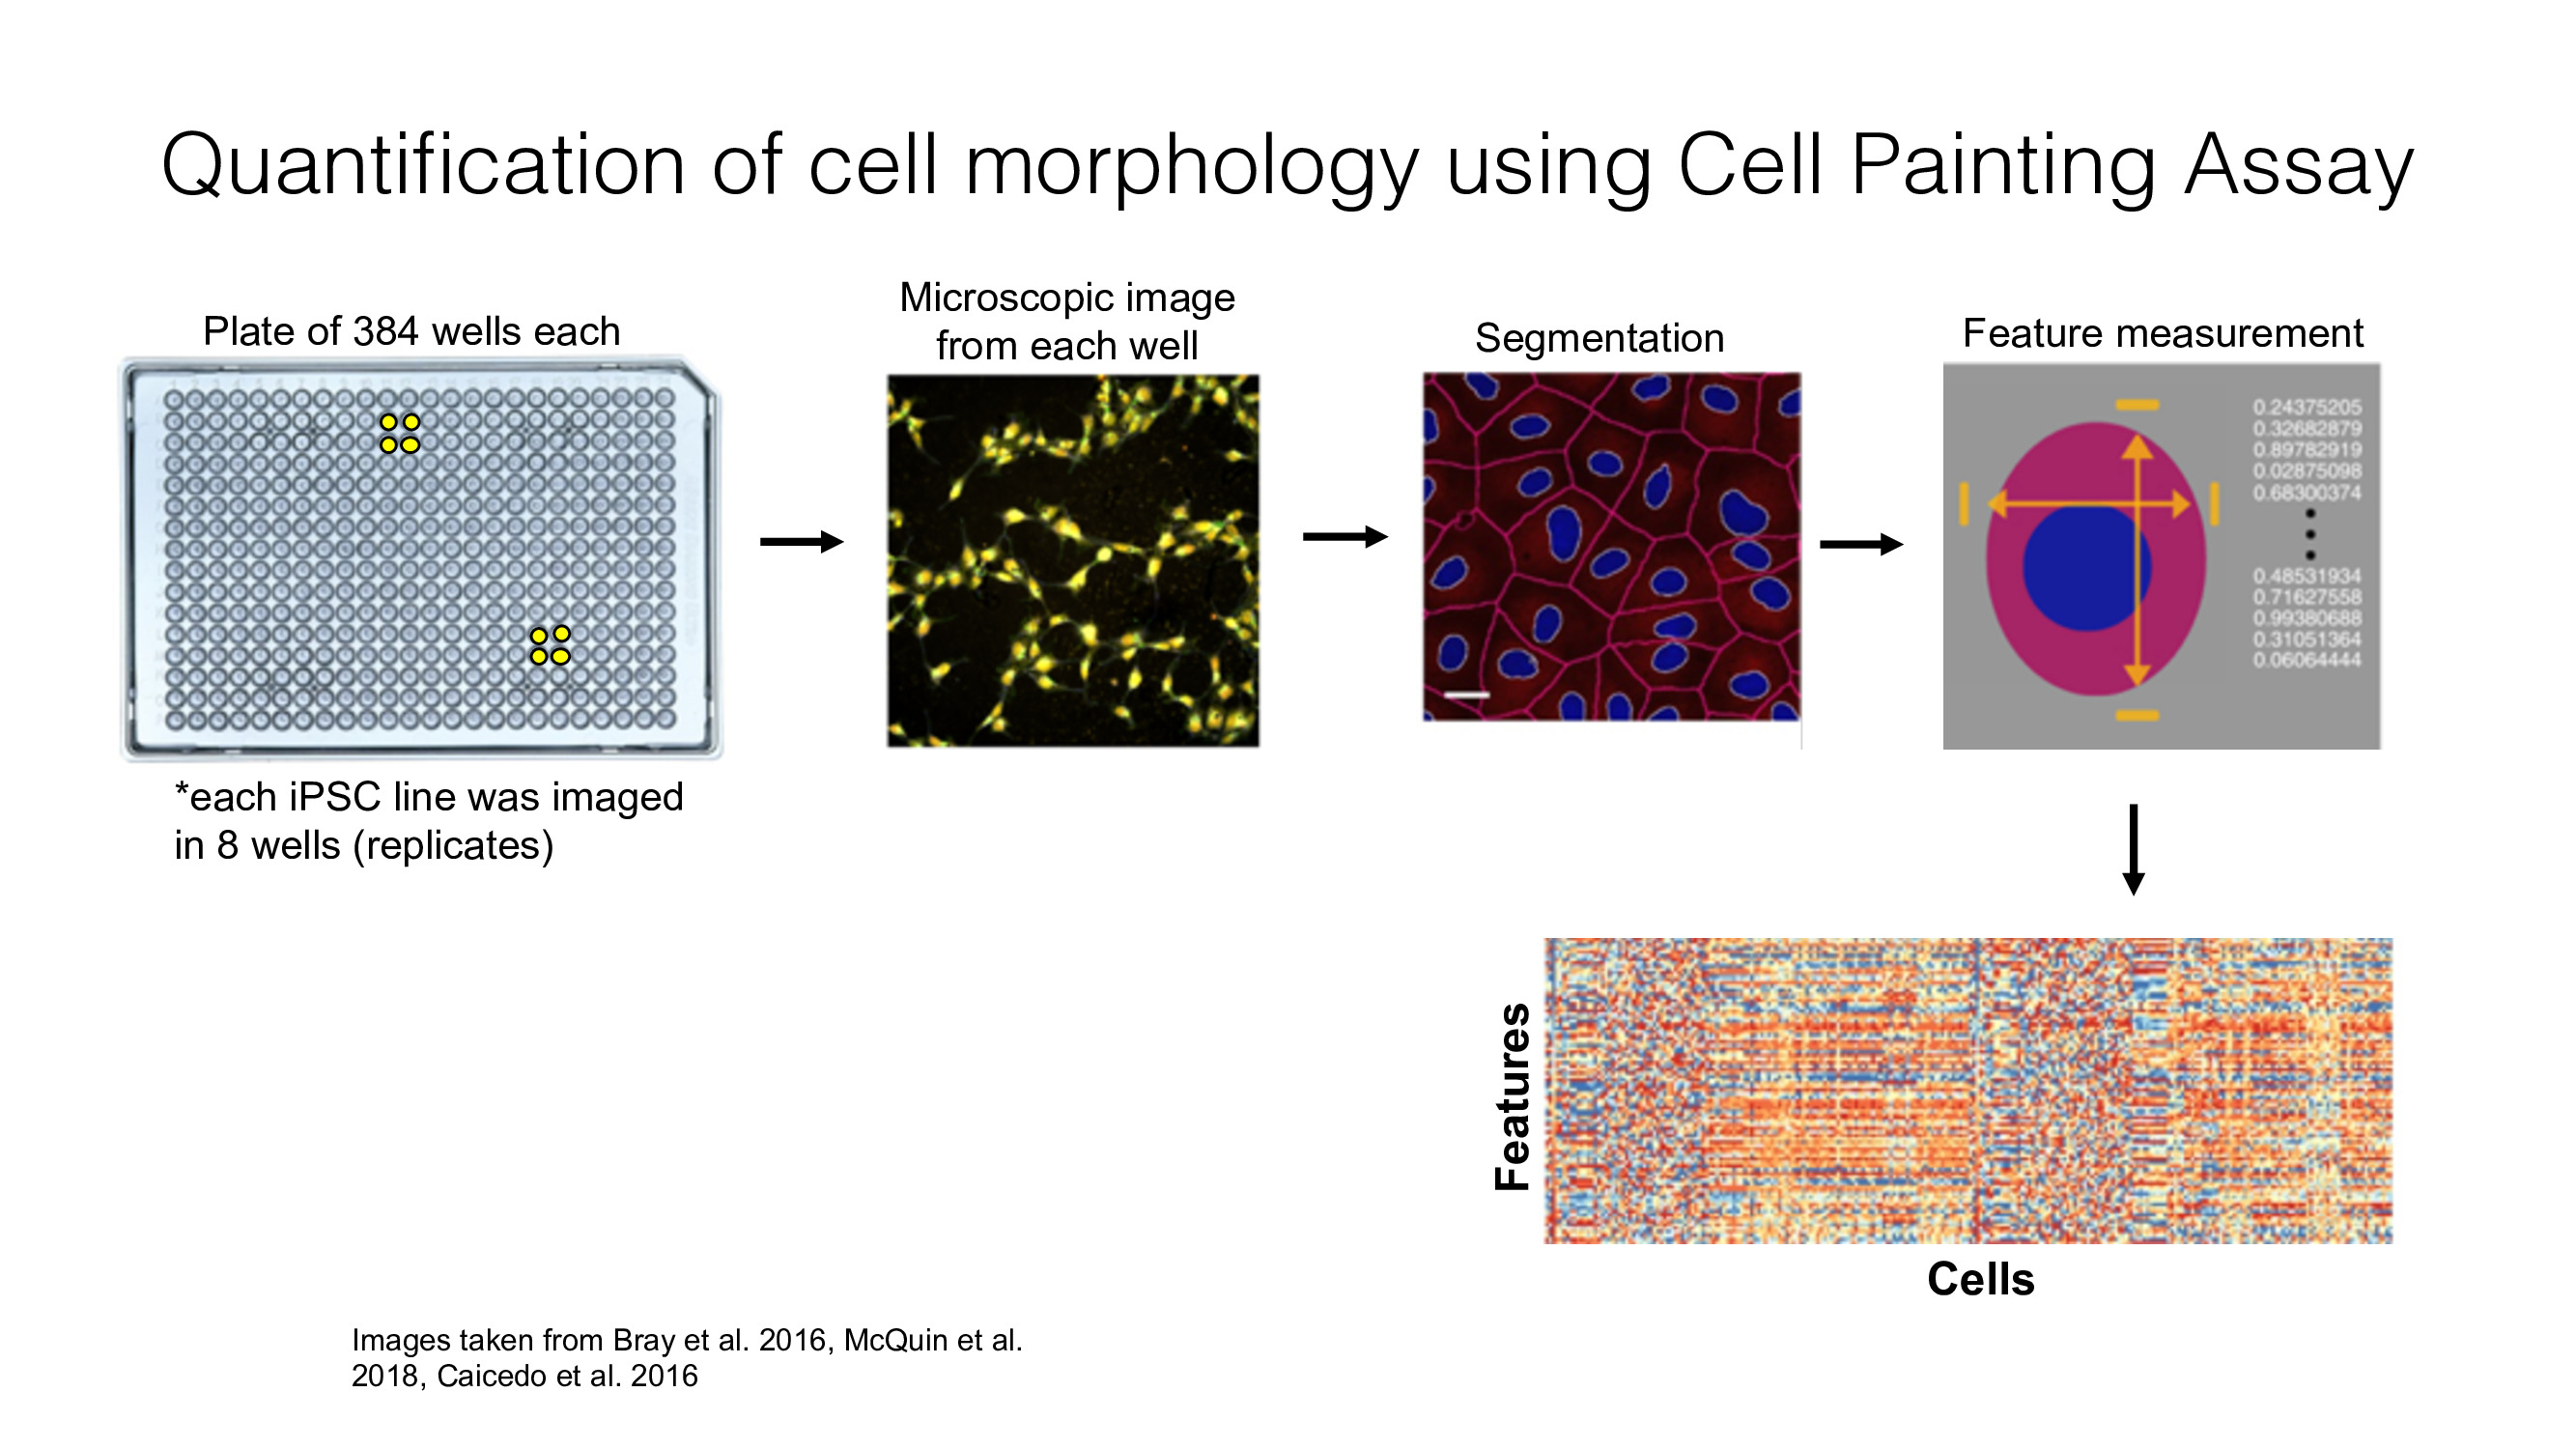 Quantification of cell morphology using Cell Painting Assay
Plate of 384 wells each
*each iPSC line was imaged
in 8 wells (replicates)
Microscopic image
from each well
Segmentation
Feature measurement
0.24375205
0.32682879
0.89782919
0.02875098
0.68300374
0.48531934
0.71627558
0.99380688
0.31051364
0.06064444
Features
Cells
Images taken from Bray et al. 2016, McQuin et al.
2018, Caicedo et al. 2016